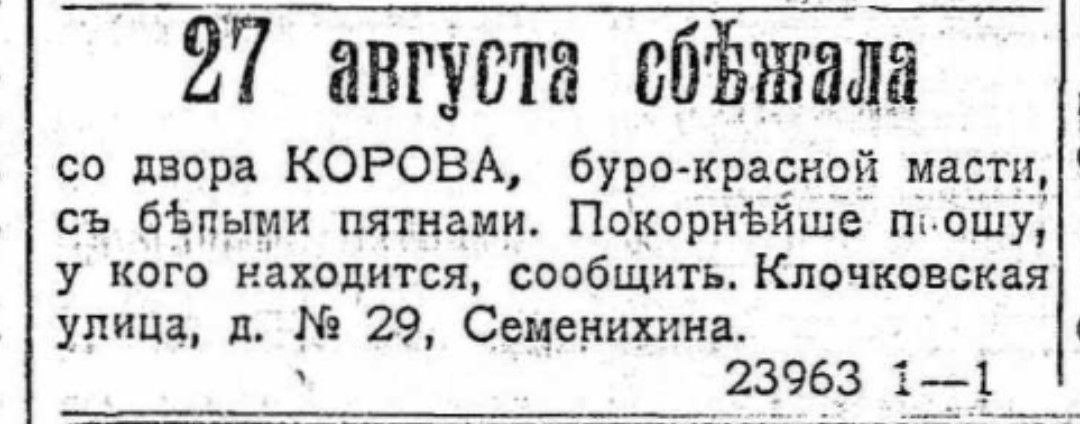 27 августа сбѣжала
со двора КОРОВА, буро-красной масти,
съ бѣлыми пятнами. Покорнѣйше прошу,
у кого находится, сообщить. Клочковская
улица, д. № 29, Семенихина.
23963 1—1